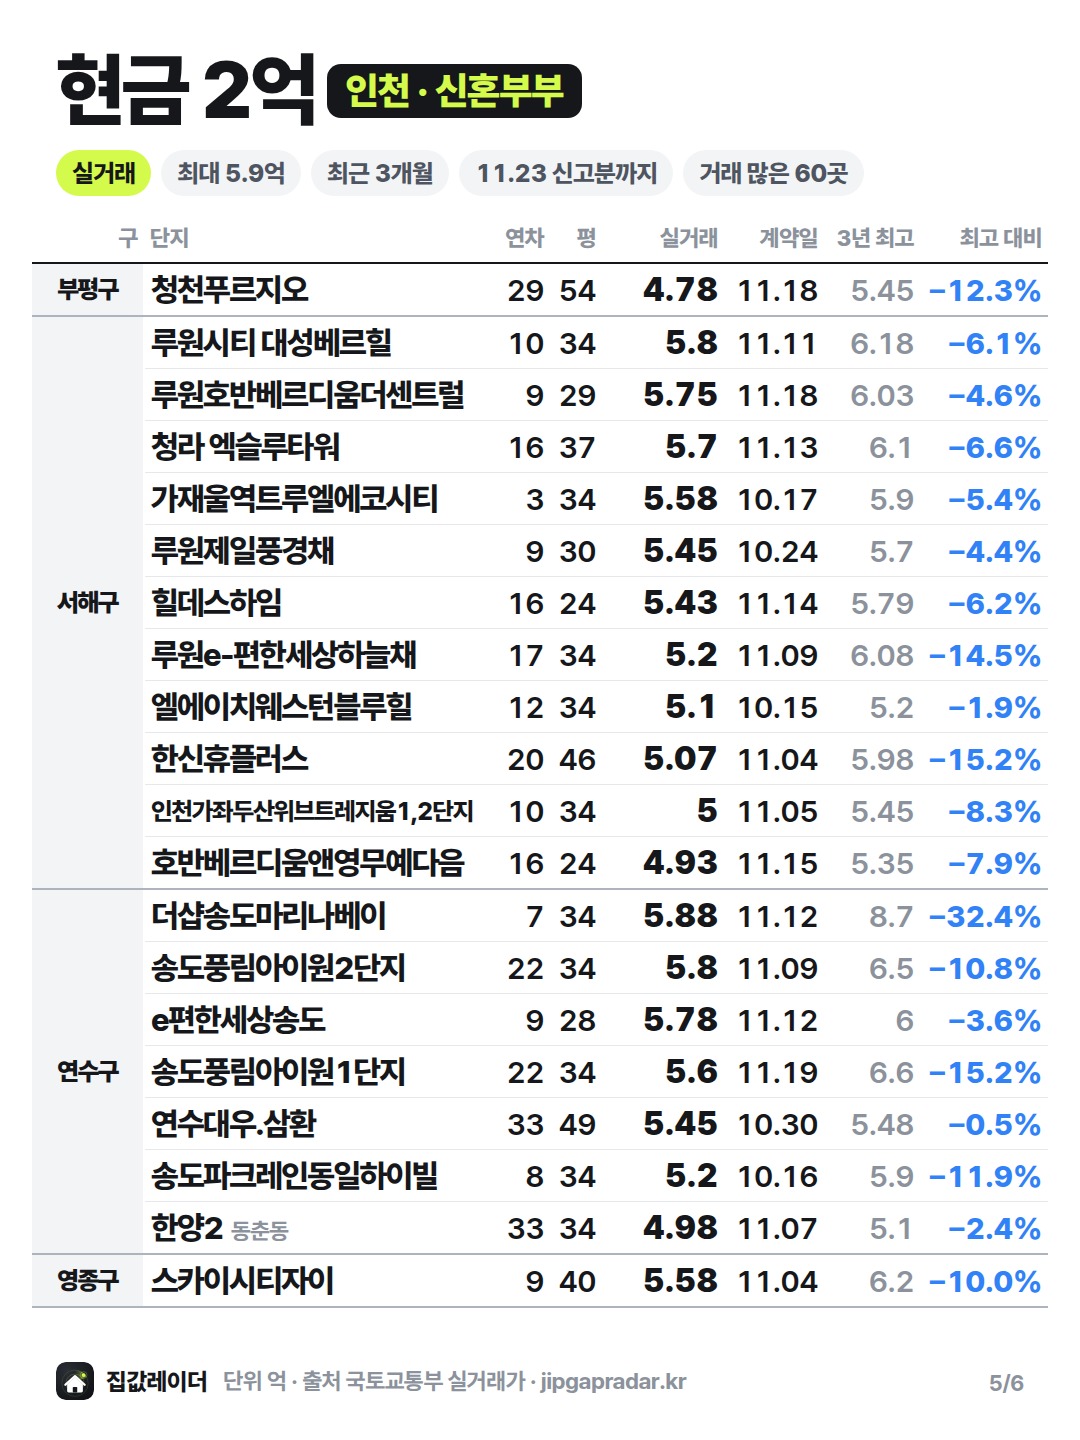 현금 2억 인천 · 신혼부부
실거래 최대 5.9억 최근 3개월 11.23 신고분까지 거래 많은 60곳
구 단지 연차 평 실거래 계약일 3년 최고 최고 대비
부평구 청천푸르지오 29 54 4.78 11.18 5.45 −12.3%
루원시티 대성베르힐 10 34 5.8 11.11 6.18 −6.1%
루원호반베르디움더센트럴 9 29 5.75 11.18 6.03 −4.6%
청라 엑슬루타워 16 37 5.7 11.13 6.1 −6.6%
가재울역트루엘에코시티 3 34 5.58 10.17 5.9 −5.4%
루원제일풍경채 9 30 5.45 10.24 5.7 −4.4%
서해구 힐데스하임 16 24 5.43 11.14 5.79 −6.2%
루원e-편한세상하늘채 17 34 5.2 11.09 6.08 −14.5%
엘에이치웨스턴블루힐 12 34 5.1 10.15 5.2 −1.9%
한신휴플러스 20 46 5.07 11.04 5.98 −15.2%
인천가좌두산위브트레지움1,2단지 10 34 5 11.05 5.45 −8.3%
호반베르디움앤영무예다음 16 24 4.93 11.15 5.35 −7.9%
더샵송도마리나베이 7 34 5.88 11.12 8.7 −32.4%
송도풍림아이원2단지 22 34 5.8 11.09 6.5 −10.8%
e편한세상송도 9 28 5.78 11.12 6 −3.6%
연수구 송도풍림아이원1단지 22 34 5.6 11.19 6.6 −15.2%
연수대우.삼환 33 49 5.45 10.30 5.48 −0.5%
송도파크레인동일하이빌 8 34 5.2 10.16 5.9 −11.9%
한양2 동춘동 33 34 4.98 11.07 5.1 −2.4%
영종구 스카이시티자이 9 40 5.58 11.04 6.2 −10.0%
집값레이더 단위 억 · 출처 국토교통부 실거래가 · jipgapradar.kr 5/6